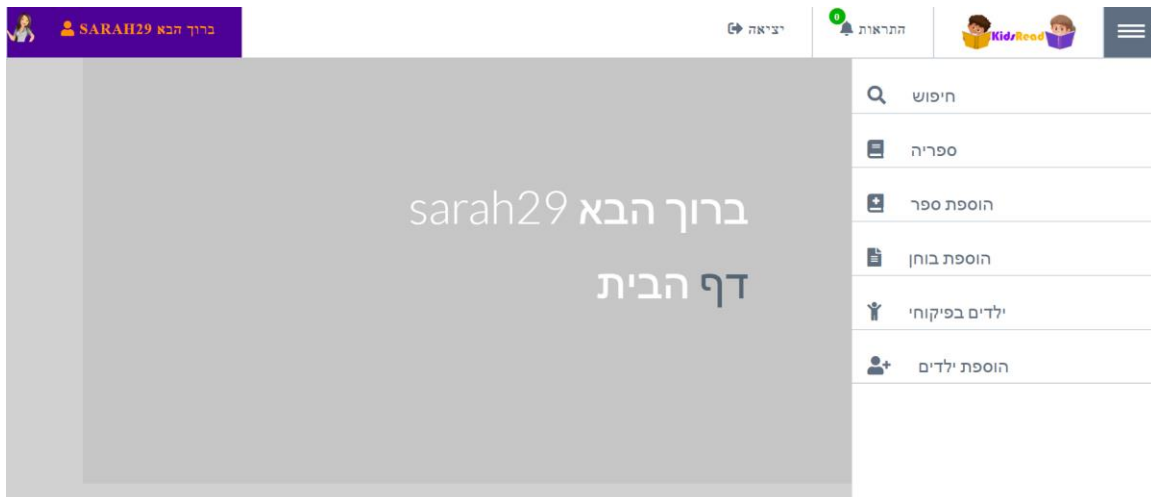 KidsRead
התראות 0
יציאה
ברוך הבא SARAH29
חיפוש
ספריה
הוספת ספר
הוספת בוחן
ילדים בפיקוחי
הוספת ילדים
ברוך הבא sarah29
דף הבית